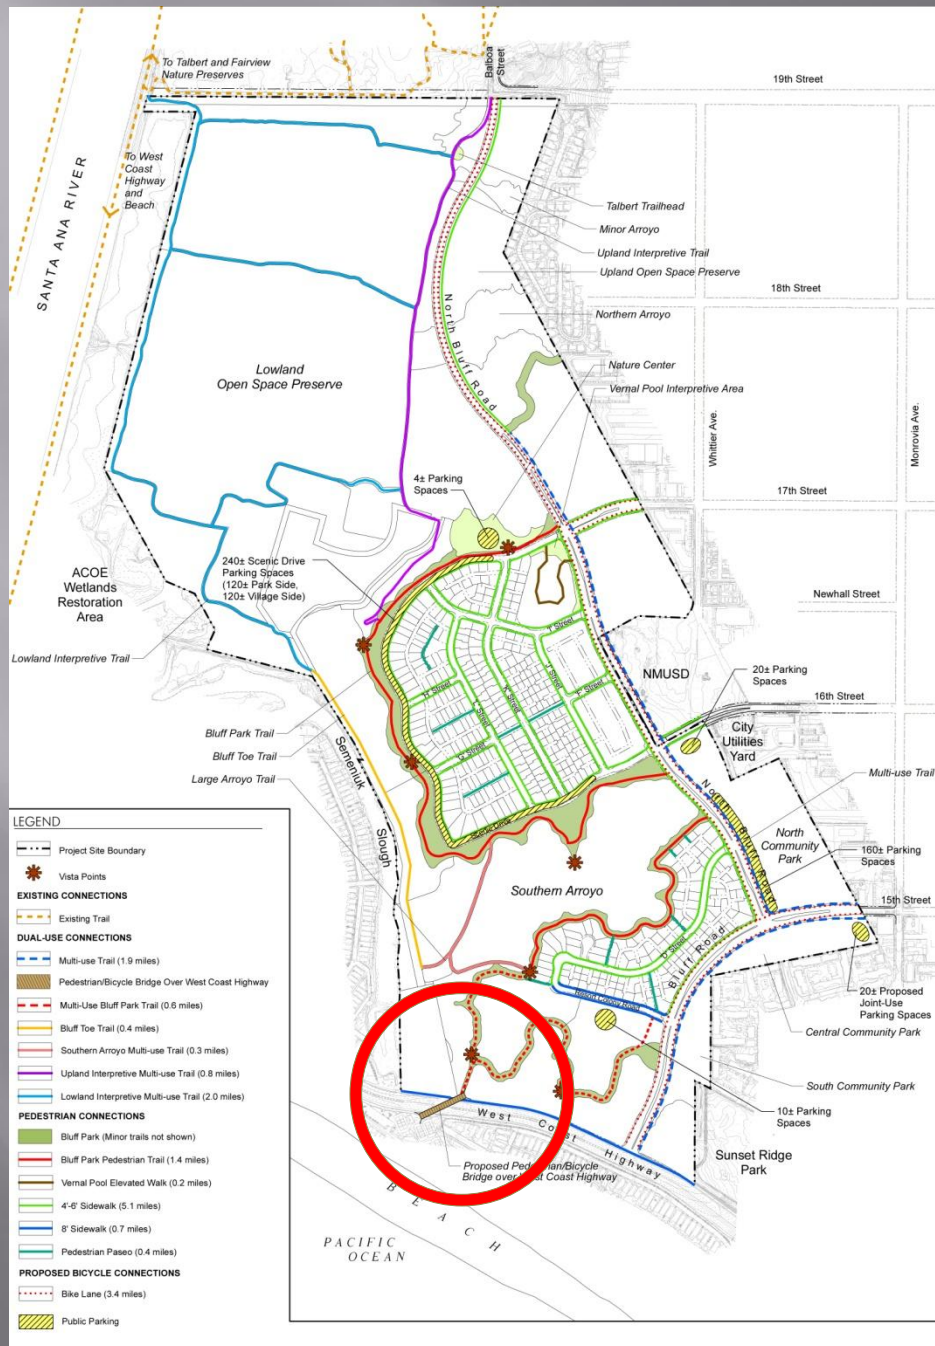 To Talbert and Fairview
Nature Preserves
Balboa
Street
19th Street
To West
Coast
Highway
and
Beach
SANTA ANA RIVER
Talbert Trailhead
Minor Arroyo
Upland Interpretive Trail
Upland Open Space Preserve
18th Street
North Bluff Road
Northern Arroyo
Lowland
Open Space Preserve
Nature Center
Vernal Pool Interpretive Area
Whittier Ave.
Monrovia Ave.
4± Parking
Spaces
17th Street
240± Scenic Drive
Parking Spaces
(120± Park Side,
120± Village Side)
ACOE
Wetlands
Restoration
Area
Newhall Street
Lowland Interpretive Trail
NMUSD
20± Parking
Spaces
16th Street
City
Utilities
Yard
Bluff Park Trail
Bluff Toe Trail
Large Arroyo Trail
Semeniuk
Slough
G Street
Scenic Drive
Multi-use Trail
North
Community
Park
160± Parking
Spaces
Southern Arroyo
15th Street
D Street
Bluff Road
North Bluff Road
Resort Colony Road
20± Proposed
Joint-Use
Parking Spaces
Central Community Park
South Community Park
10± Parking
Spaces
Sunset Ridge
Park
West Coast Highway
Proposed Pedestrian/Bicycle
Bridge over West Coast Highway
BEACH
PACIFIC
OCEAN
LEGEND
Project Site Boundary
Vista Points
EXISTING CONNECTIONS
Existing Trail
DUAL-USE CONNECTIONS
Multi-use Trail (1.9 miles)
Pedestrian/Bicycle Bridge Over West Coast Highway
Multi-Use Bluff Park Trail (0.6 miles)
Bluff Toe Trail (0.4 miles)
Southern Arroyo Multi-use Trail (0.3 miles)
Upland Interpretive Multi-use Trail (0.8 miles)
Lowland Interpretive Multi-use Trail (2.0 miles)
PEDESTRIAN CONNECTIONS
Bluff Park (Minor trails not shown)
Bluff Park Pedestrian Trail (1.4 miles)
Vernal Pool Elevated Walk (0.2 miles)
4'-6' Sidewalk (5.1 miles)
8' Sidewalk (0.7 miles)
Pedestrian Paseo (0.4 miles)
PROPOSED BICYCLE CONNECTIONS
Bike Lane (3.4 miles)
Public Parking